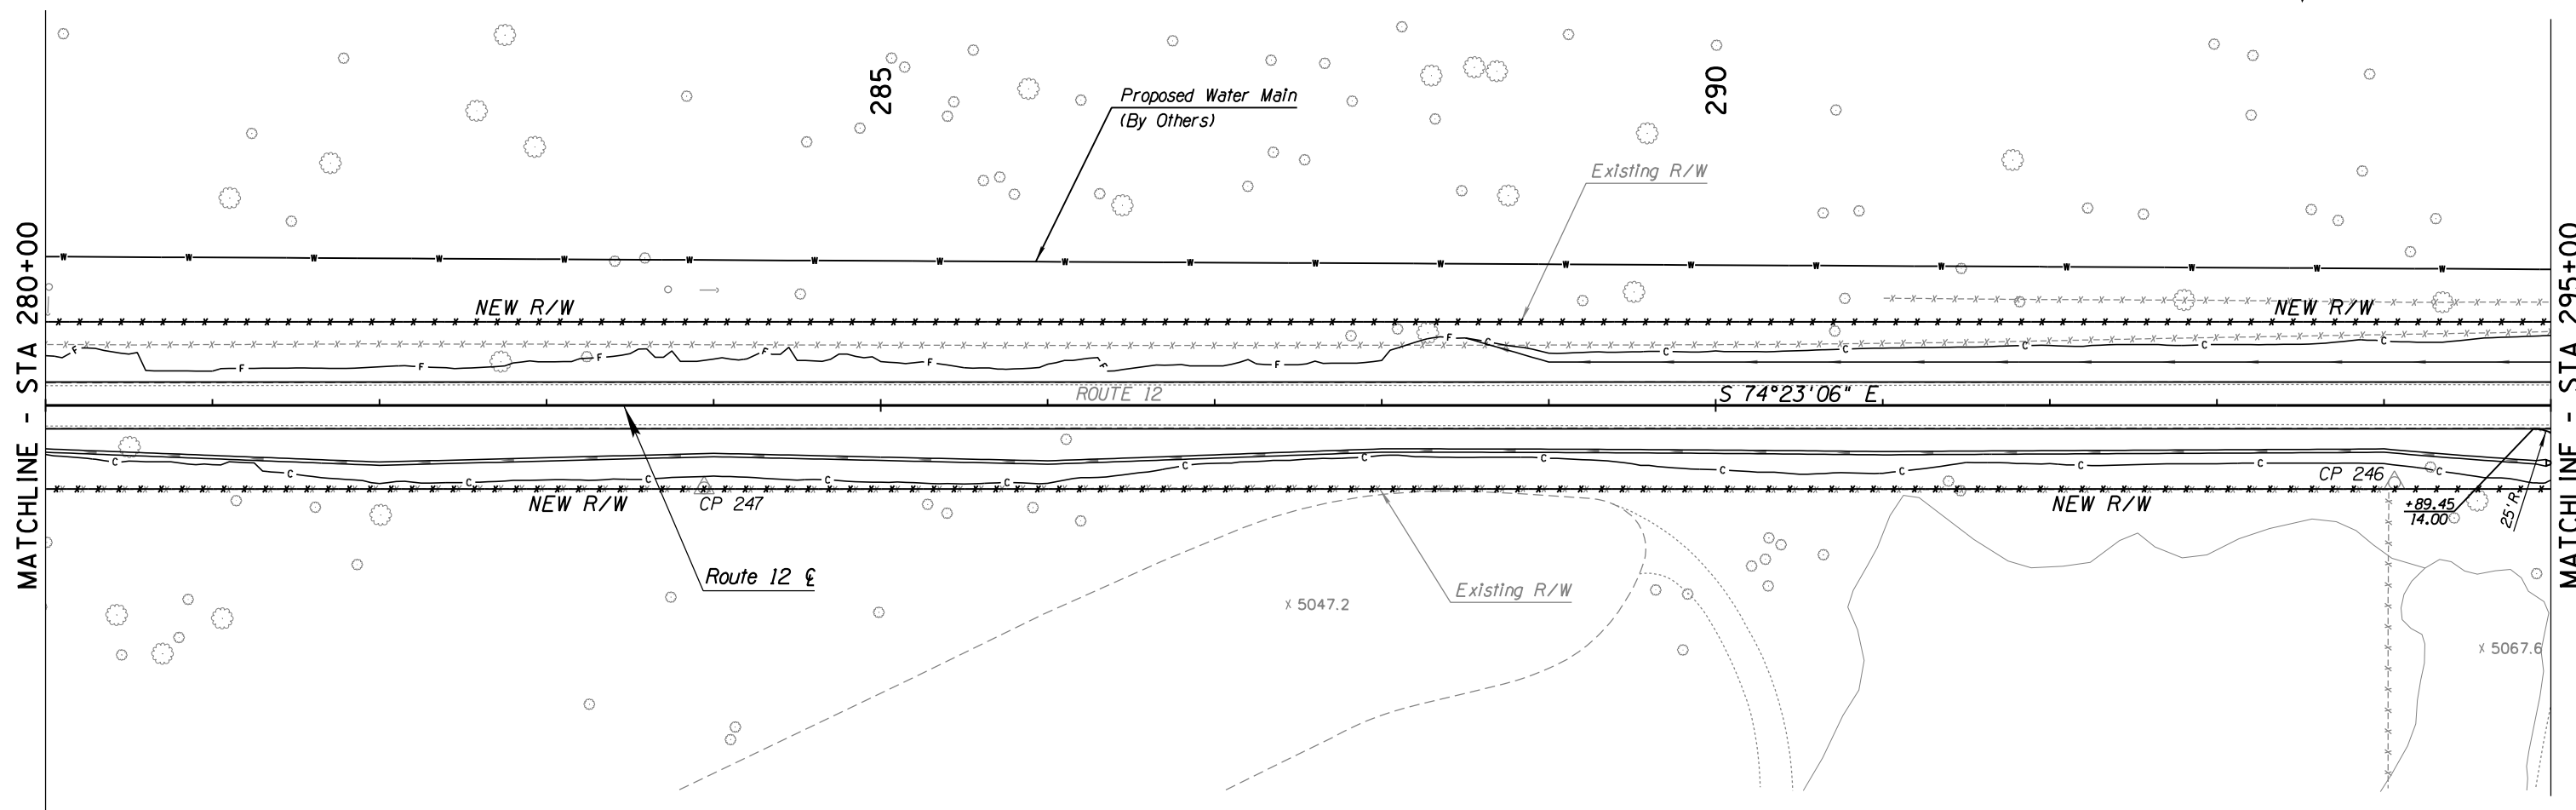 285
290
Proposed Water Main
(By Others)
Existing R/W
MATCHLINE - STA 280+00
MATCHLINE - STA 295+00
W W W W W W W W W W W W W W W W W W W W
NEW R/W
NEW R/W
F F F F F F F F F F C C C C C C
ROUTE 12
S 74°23'06" E
C C C C C C C C C C C C C C
CP 246
NEW R/W
CP 247
NEW R/W
+89.45
14.00
25'R
Route 12 ℄
Existing R/W
x 5047.2
x 5067.6